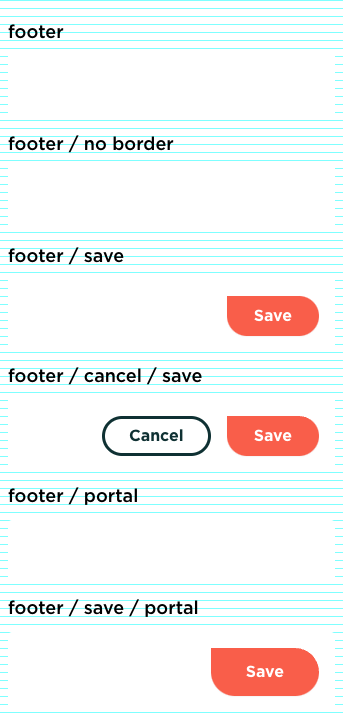 footer
footer / no border
footer / save
Save
footer / cancel / save
Cancel Save
footer / portal
footer / save / portal
Save